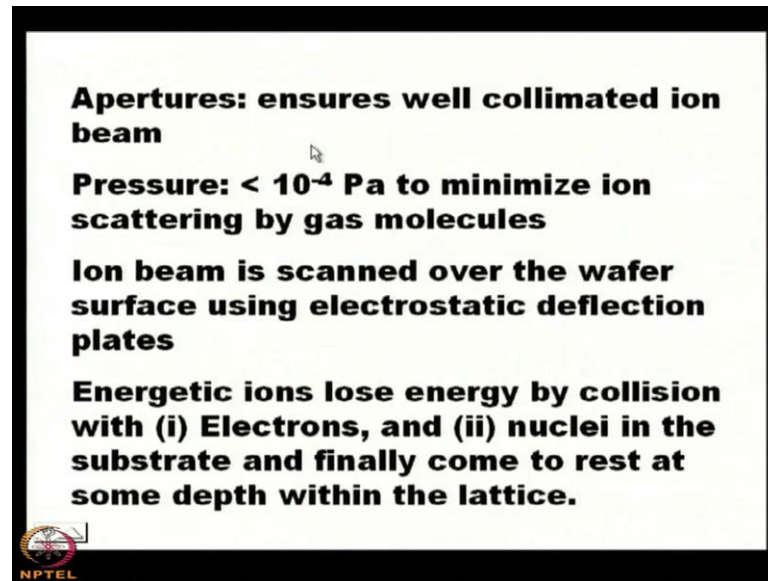 Apertures: ensures well collimated ion
beam
Pressure: < 10⁻⁴ Pa to minimize ion
scattering by gas molecules
Ion beam is scanned over the wafer
surface using electrostatic deflection
plates
Energetic ions lose energy by collision
with (i) Electrons, and (ii) nuclei in the
substrate and finally come to rest at
some depth within the lattice.
NPTEL